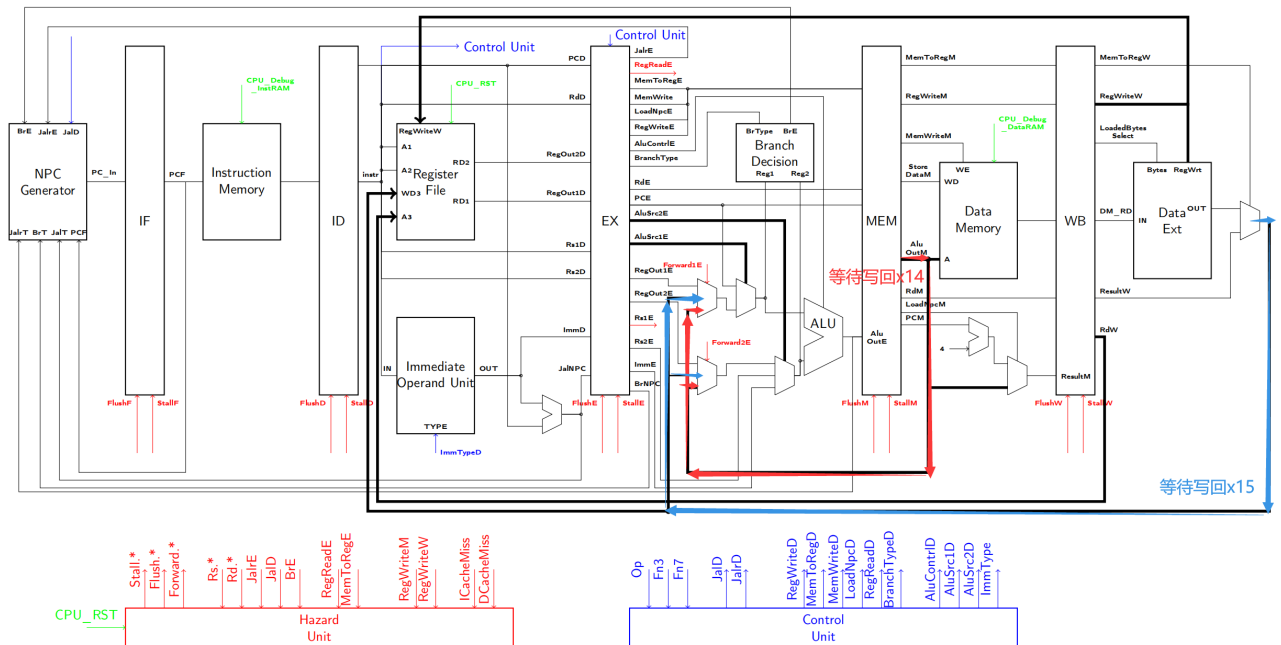 Control Unit
Control Unit
JalrE
RegReadE
MemToRegE
MemWrite
LoadNpcE
RegWriteE
AluContrlE
BranchType
RdE
PCE
AluSrc2E
AluSrc1E
RegOut1E
RegOut2E
Rs1E
Rs2E
ImmE
BrNPC
BrE JalrE JalD
NPC
Generator
JalrT BrT JalT PCF
PC_In
IF
PCF
FlushF StallF
CPU_Debug
_InstRAM
Instruction
Memory
ID
FlushD StallD
instr
CPU_RST
RegWriteW
A1
A2
WD3
A3
Register
File
RD2
RD1
PCD
RdD
RegOut2D
RegOut1D
Rs1D
Rs2D
ImmD
JalNPC
IN
Immediate
Operand Unit
OUT
TYPE
ImmTypeD
EX
FlushE StallE
Forward1E
Forward2E
BrType BrE
Branch
Decision
Reg1 Reg2
ALU
MEM
Alu
OutE
FlushM StallM
MemToRegM
RegWriteM
MemWriteM
Store
DataM
Alu
OutM
RdM
LoadNpcM
PCM
4
等待写回x14
CPU_Debug
_DataRAM
WE
WD
Data
Memory
A
WB
ResultM
FlushW StallW
MemToRegW
RegWriteW
LoadedBytes
Select
DM_RD
ResultW
RdW
Bytes RegWrt
OUT
IN
Data
Ext
等待写回x15
CPU_RST
Stall.*
Flush.*
Forward.*
Rs.*
Rd.*
JalrE
JalD
BrE
RegReadE
MemToRegE
RegWriteM
RegWriteW
ICacheMiss
DCacheMiss
Hazard
Unit
Op
Fn3
Fn7
JalD
JalrD
RegWriteD
MemToRegD
MemWriteD
LoadNpcD
RegReadD
BranchTypeD
AluContrlD
AluSrc1D
AluSrc2D
ImmType
Control
Unit